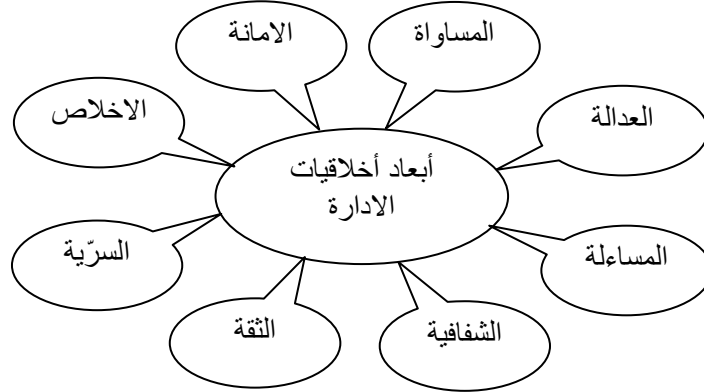 المساواة
الامانة
العدالة
الاخلاص
أبعاد أخلاقيات
الادارة
المساءلة
السرّية
الشفافية
الثقة